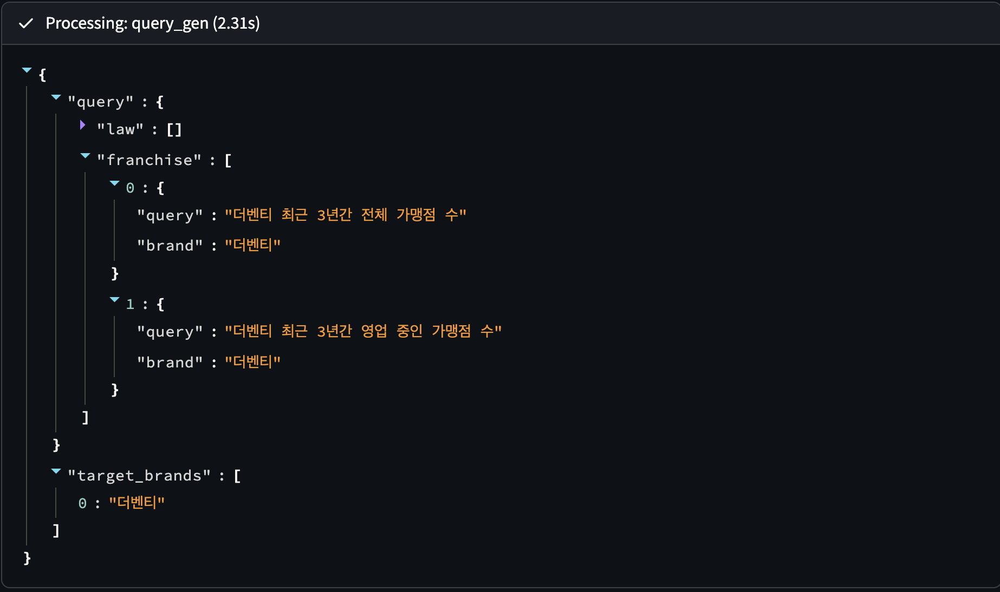 Processing: query_gen (2.31s)
{
"query" : {
"law" : []
"franchise" : [
0 : {
"query" : "더벤티 최근 3년간 전체 가맹점 수"
"brand" : "더벤티"
}
1 : {
"query" : "더벤티 최근 3년간 영업 중인 가맹점 수"
"brand" : "더벤티"
}
]
}
"target_brands" : [
0 : "더벤티"
]
}